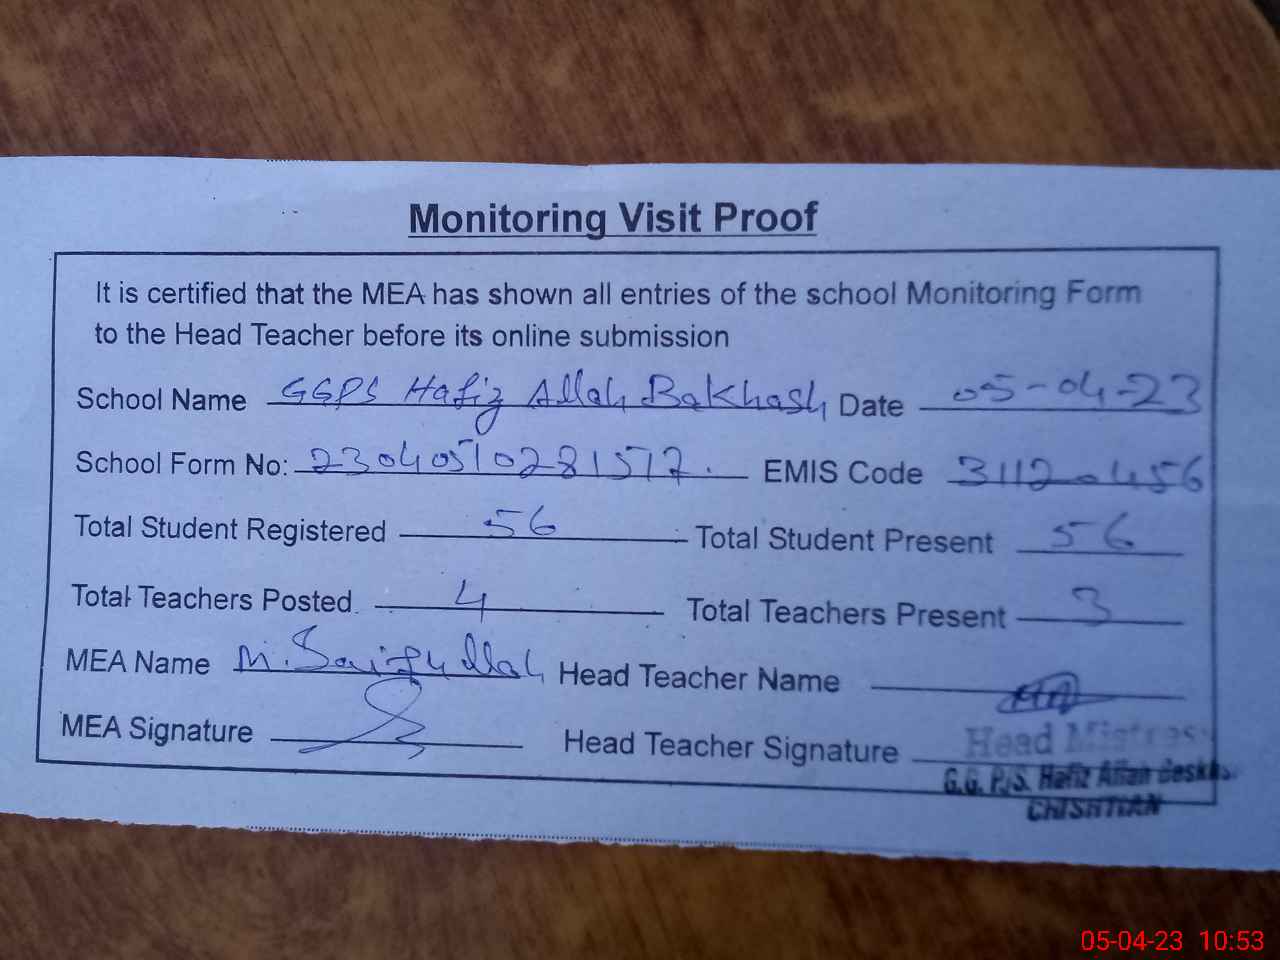 Monitoring Visit Proof
It is certified that the MEA has shown all entries of the school Monitoring Form
to the Head Teacher before its online submission
School Name GGPS Hafiz Allah Bakhash Date 05-04-23
School Form No: 23040510281517. EMIS Code 31120456
Total Student Registered 56 Total Student Present 56
Total Teachers Posted 4 Total Teachers Present 3
MEA Name M. Saifullah Head Teacher Name
MEA Signature Head Teacher Signature
Head Mistress
G.G. P/S. Hafiz Allah
CHISHTIAN
05-04-23 10:53